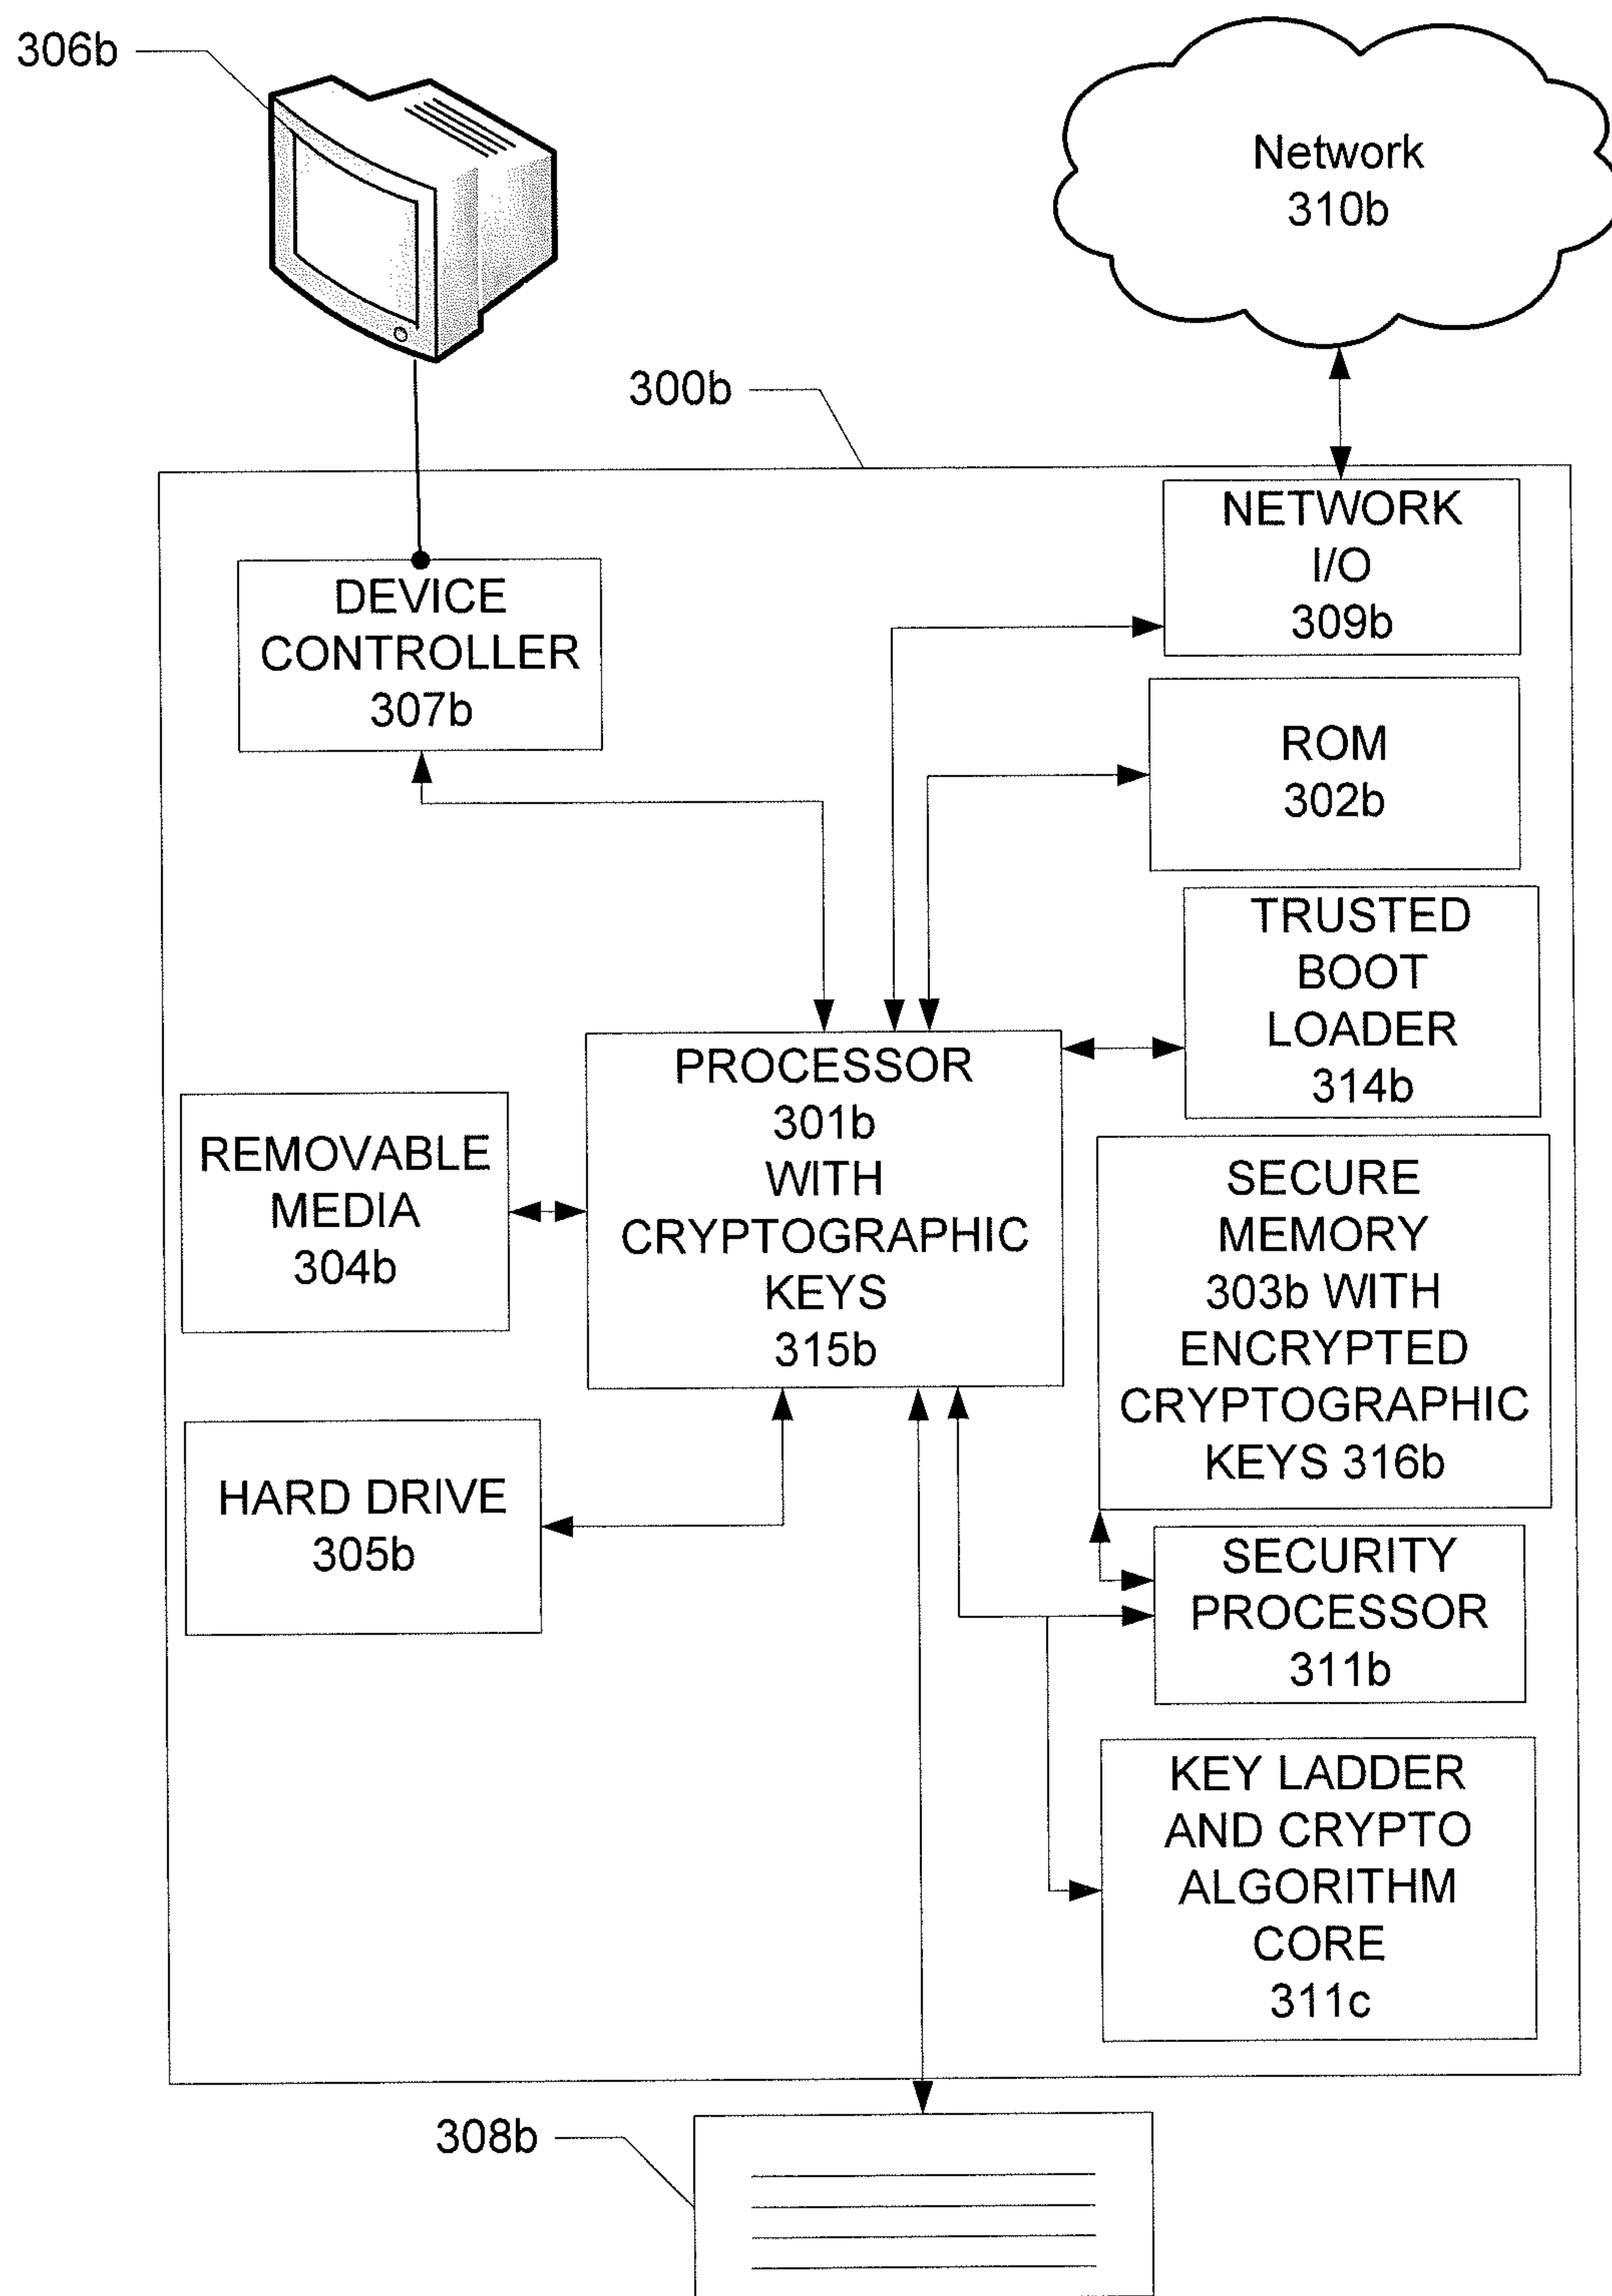 306b
Network
310b
300b
NETWORK
I/O
309b
DEVICE
CONTROLLER
307b
ROM
302b
TRUSTED
BOOT
LOADER
314b
PROCESSOR
301b
WITH
CRYPTOGRAPHIC
KEYS
315b
REMOVABLE
MEDIA
304b
SECURE
MEMORY
303b WITH
ENCRYPTED
CRYPTOGRAPHIC
KEYS 316b
HARD DRIVE
305b
SECURITY
PROCESSOR
311b
KEY LADDER
AND CRYPTO
ALGORITHM
CORE
311c
308b